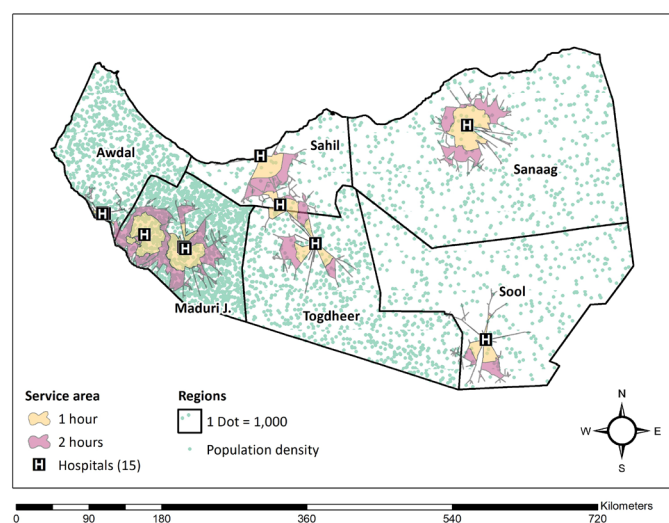 Awdal
Sahil
Sanaag
H
H
H
H
H
H
H
H
Maduri J.
Togdheer
Sool
Service area
1 hour
2 hours
H Hospitals (15)
Regions
1 Dot = 1,000
Population density
N
W E
S
Kilometers
0 90 180 360 540 720